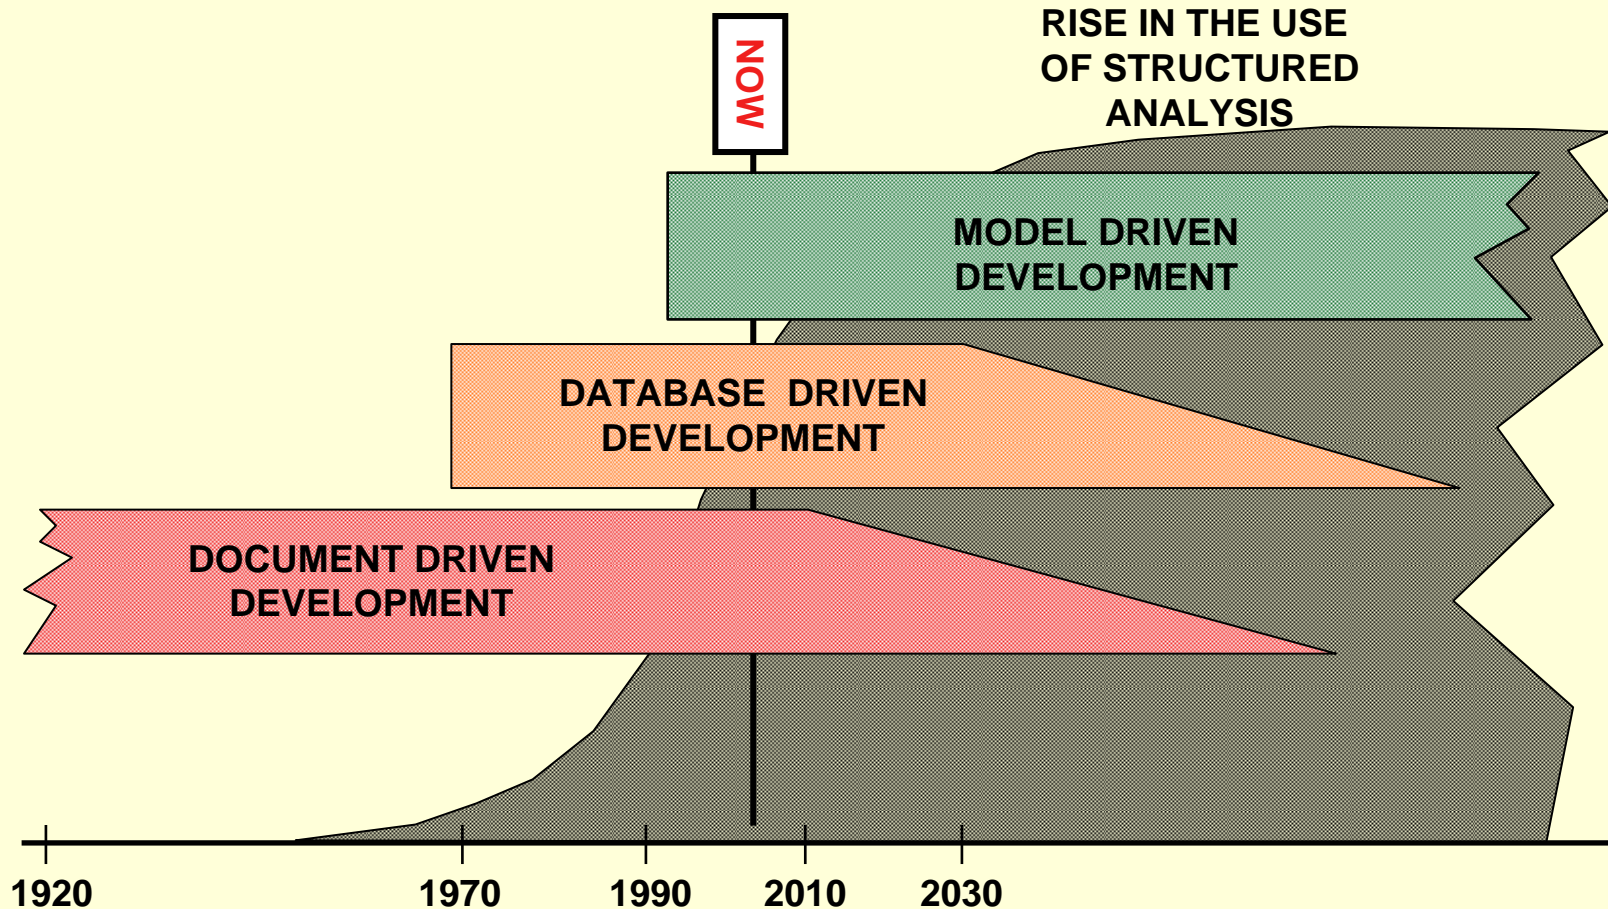 NOW
RISE IN THE USE
OF STRUCTURED
ANALYSIS
MODEL DRIVEN
DEVELOPMENT
DATABASE  DRIVEN
DEVELOPMENT
DOCUMENT DRIVEN
DEVELOPMENT
1920 1970 1990 2010 2030